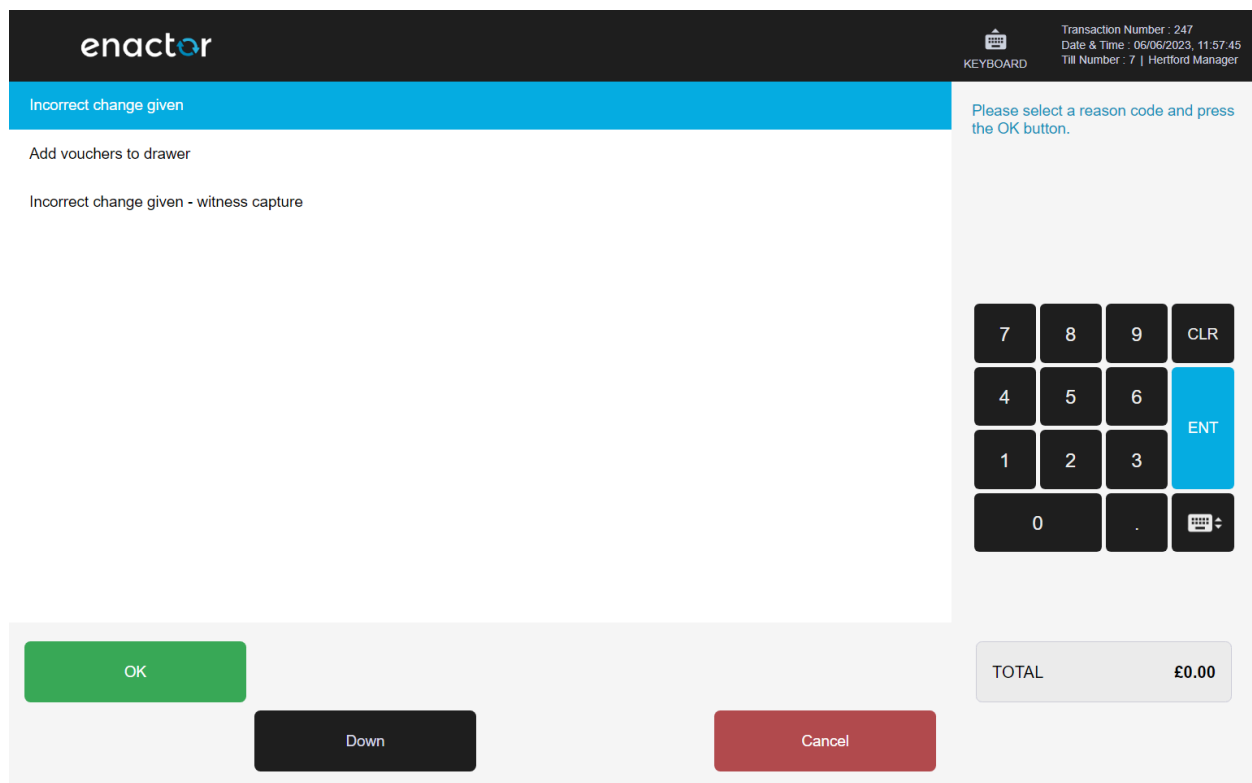 enactor
KEYBOARD
Transaction Number : 247
Date & Time : 06/06/2023, 11:57:45
Till Number : 7 | Hertford Manager
Incorrect change given
Add vouchers to drawer
Incorrect change given - witness capture
Please select a reason code and press
the OK button.
7 8 9 CLR
4 5 6
ENT
1 2 3
0 .
OK
TOTAL £0.00
Down
Cancel